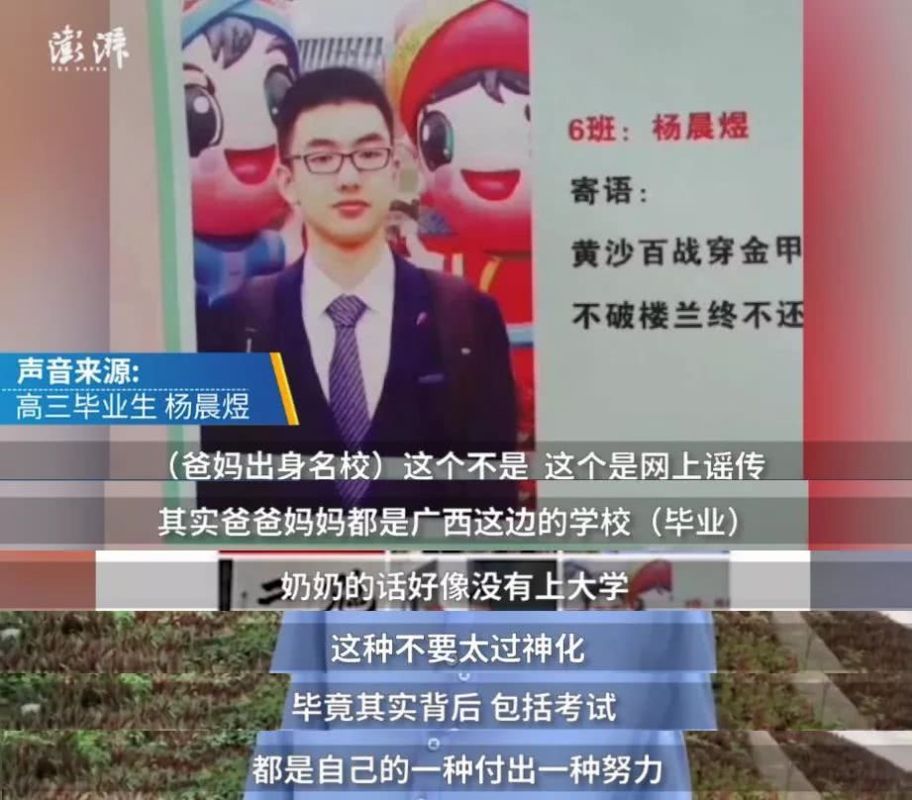 澎湃
THE PAPER
6班：杨晨煜
寄语：
黄沙百战穿金甲
不破楼兰终不还
声音来源:
高三毕业生 杨晨煜
（爸妈出身名校）这个不是 这个是网上谣传
其实爸爸妈妈都是广西这边的学校（毕业）
奶奶的话好像没有上大学
这种不要太过神化
毕竟其实背后 包括考试
都是自己的一种付出一种努力